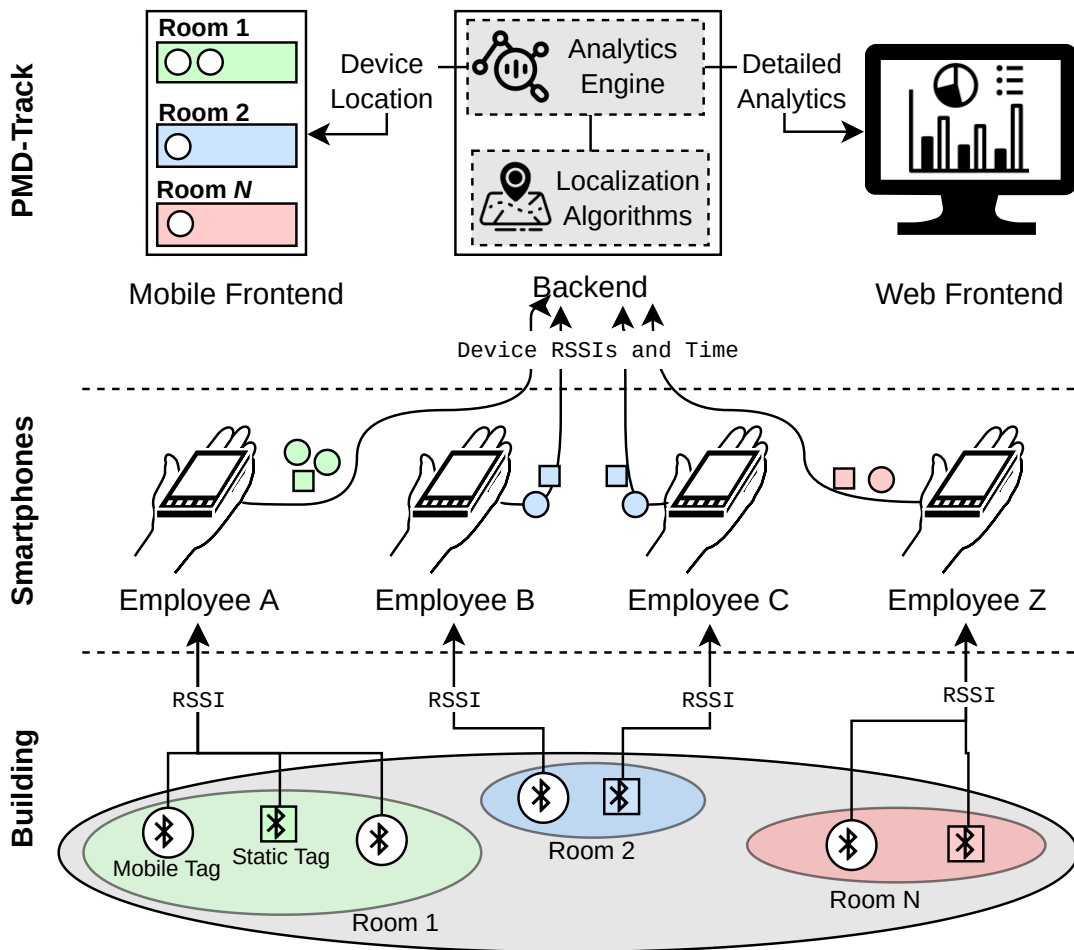 PMD-Track
Room 1
Room 2
Room N
Mobile Frontend
Device
Location
Analytics
Engine
Localization
Algorithms
Backend
Detailed
Analytics
Web Frontend
Device RSSIs and Time
Smartphones
Employee A
Employee B
Employee C
Employee Z
RSSI
RSSI
RSSI
RSSI
Building
Mobile Tag
Static Tag
Room 1
Room 2
Room N